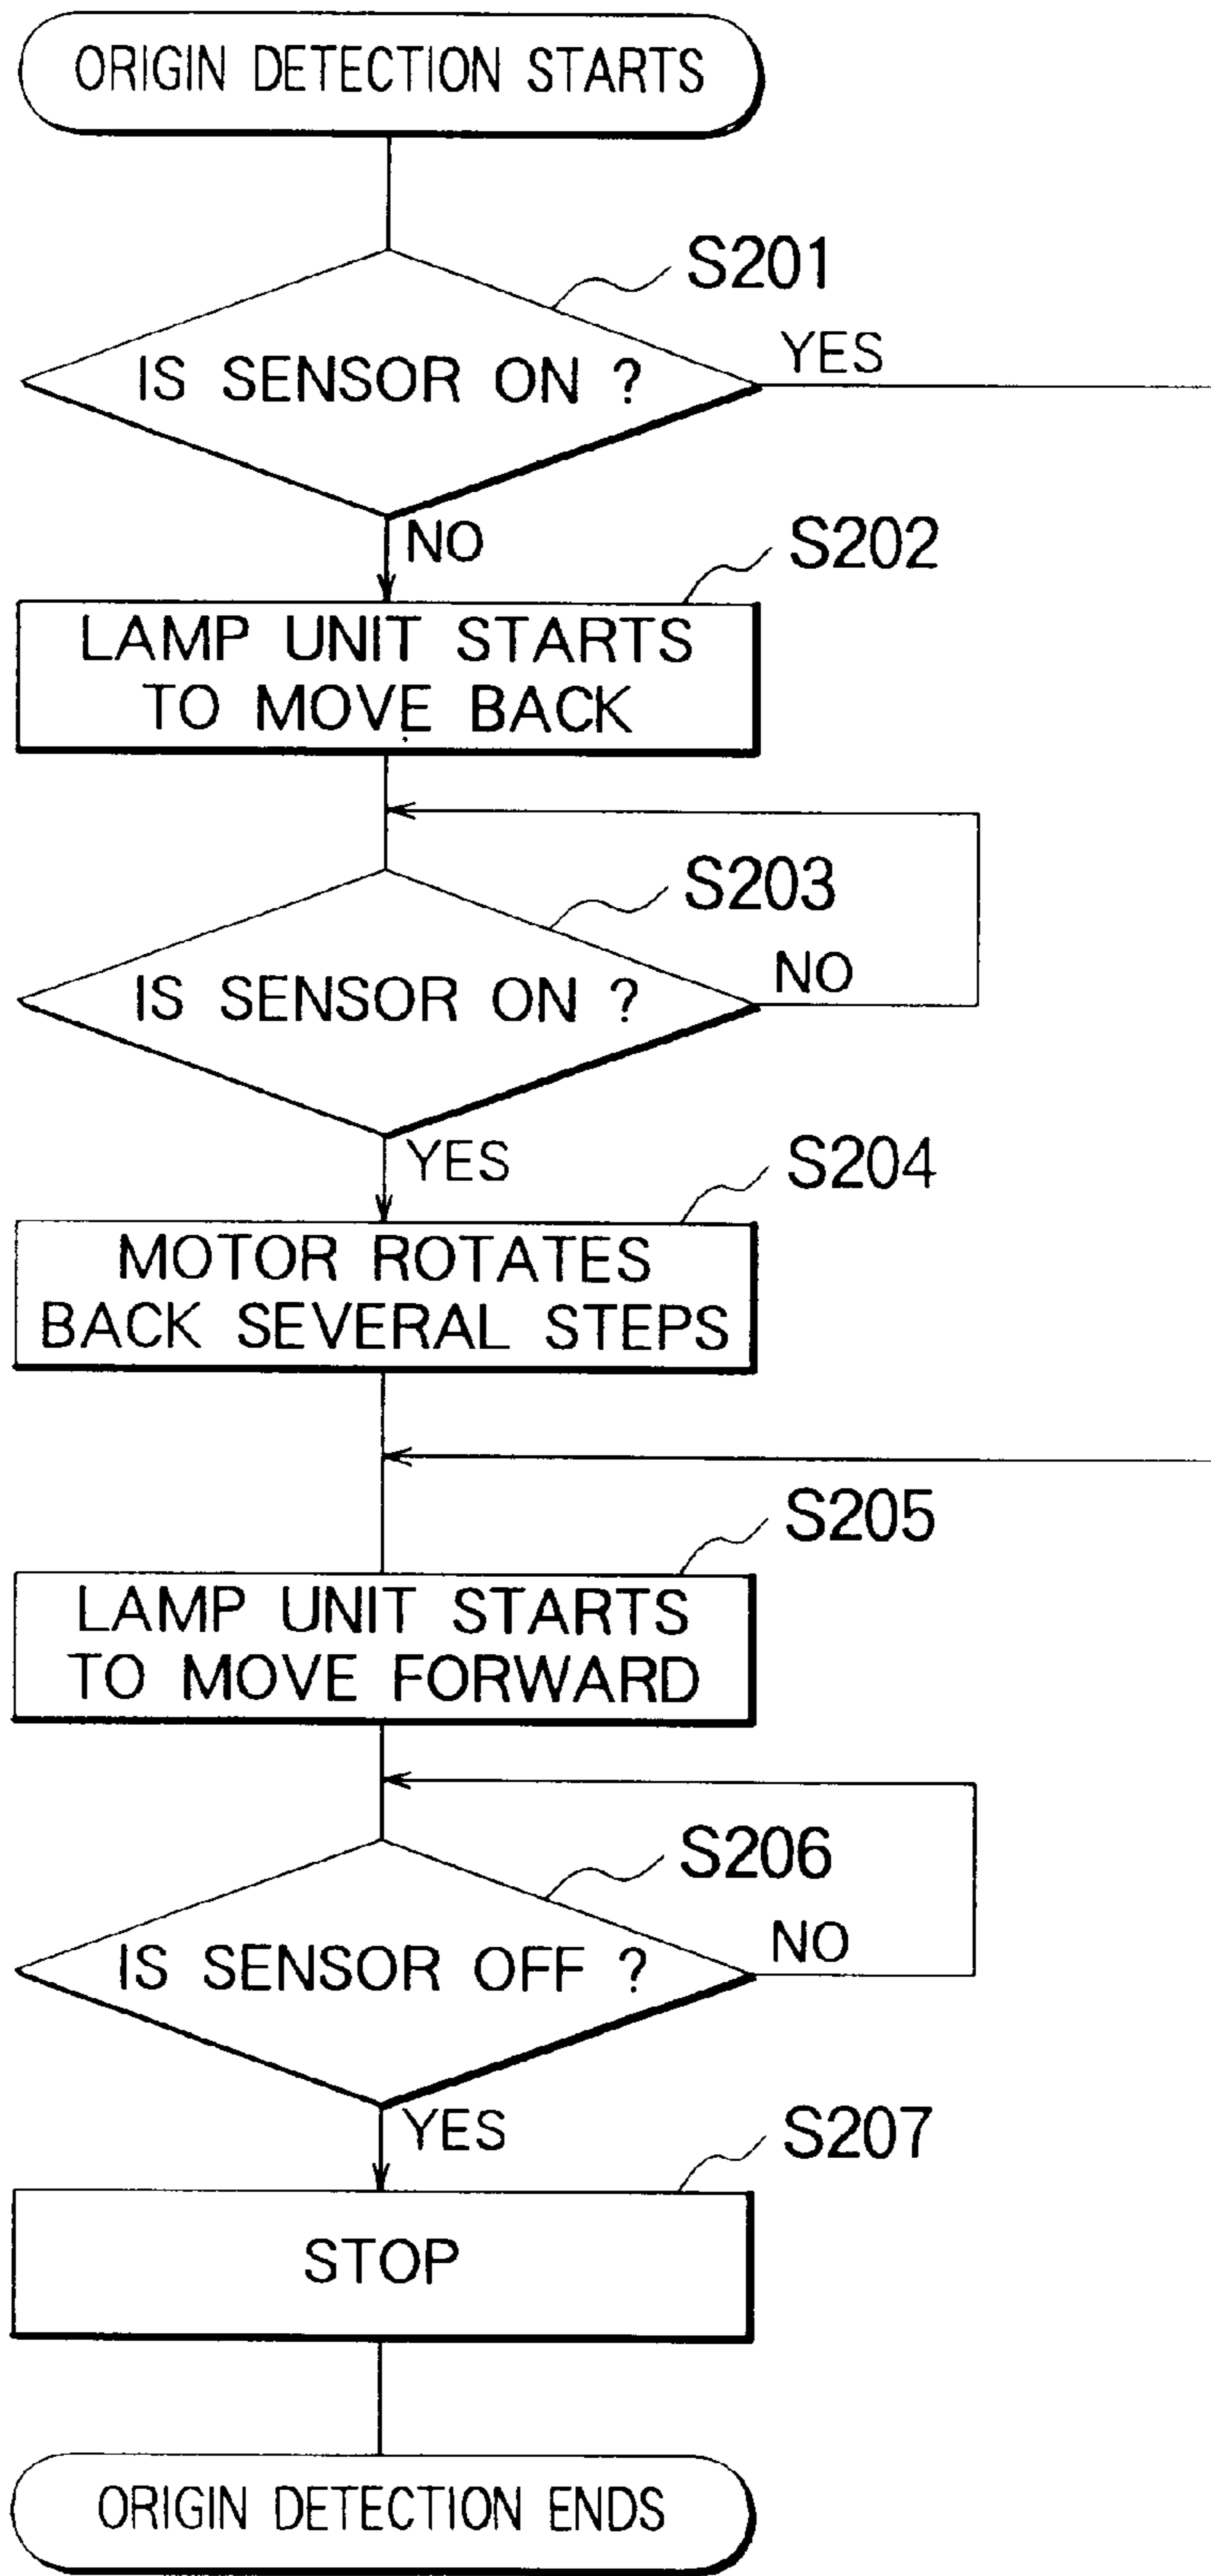 ORIGIN DETECTION STARTS
S201
IS SENSOR ON ?
YES
NO
S202
LAMP UNIT STARTS
TO MOVE BACK
S203
IS SENSOR ON ?
NO
YES
S204
MOTOR ROTATES
BACK SEVERAL STEPS
S205
LAMP UNIT STARTS
TO MOVE FORWARD
S206
IS SENSOR OFF ?
NO
YES
S207
STOP
ORIGIN DETECTION ENDS